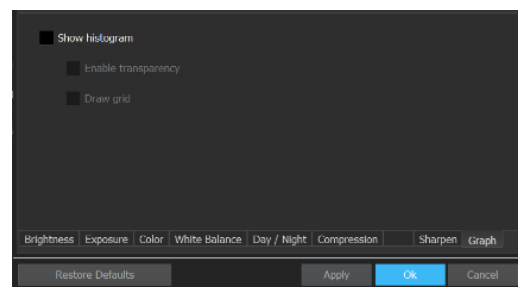 Show histogram
Enable transparency
Draw grid
Brightness Exposure Color White Balance Day / Night Compression Sharpen Graph
Restore Defaults Apply Ok Cancel